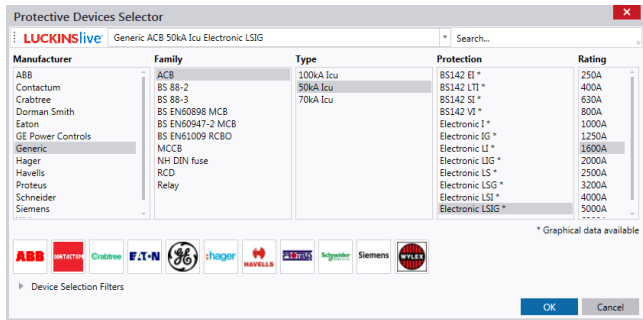 Protective Devices Selector
LUCKINSlive Generic ACB 50kA Icu Electronic LSIG Search...
Manufacturer Family Type Protection Rating
ABB ACB 100kA Icu BS142 EI * 250A
Contactum BS 88-2 50kA Icu BS142 LTI * 400A
Crabtree BS 88-3 70kA Icu BS142 SI * 630A
Dorman Smith BS EN60898 MCB BS142 VI * 800A
Eaton BS EN60947-2 MCB Electronic I * 1000A
GE Power Controls BS EN61009 RCBO Electronic IG * 1250A
Generic MCCB Electronic LI * 1600A
Hager NH DIN fuse Electronic LIG * 2000A
Havells RCD Electronic LS * 2500A
Proteus Relay Electronic LSG * 3200A
Schneider Electronic LSI * 4000A
Siemens Electronic LSIG * 5000A
* Graphical data available
ABB CONTACTUM Crabtree EATON GE :hager HAVELLS PROTEUS Schneider Siemens WYLEX
Device Selection Filters
OK Cancel